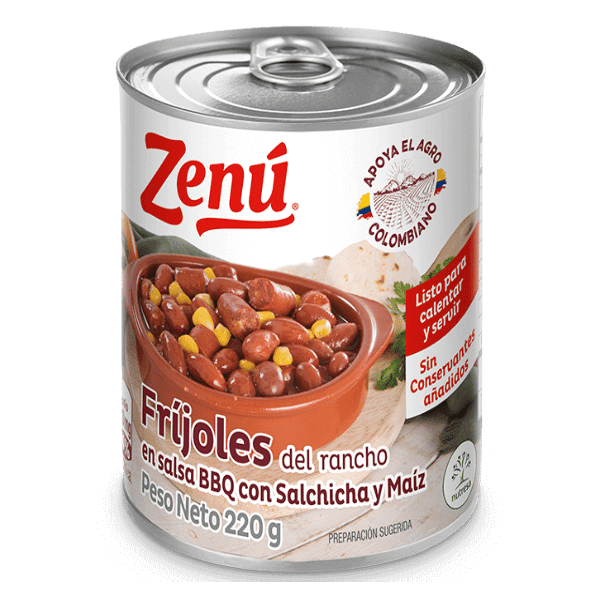 Zenú®
APOYA EL AGRO
COLOMBIANO
Listo para
calentar
y servir
Sin
Conservantes
añadidos
Fríjoles del rancho
en salsa BBQ con Salchicha y Maíz
Peso Neto 220 g
PREPARACIÓN SUGERIDA
nutresa